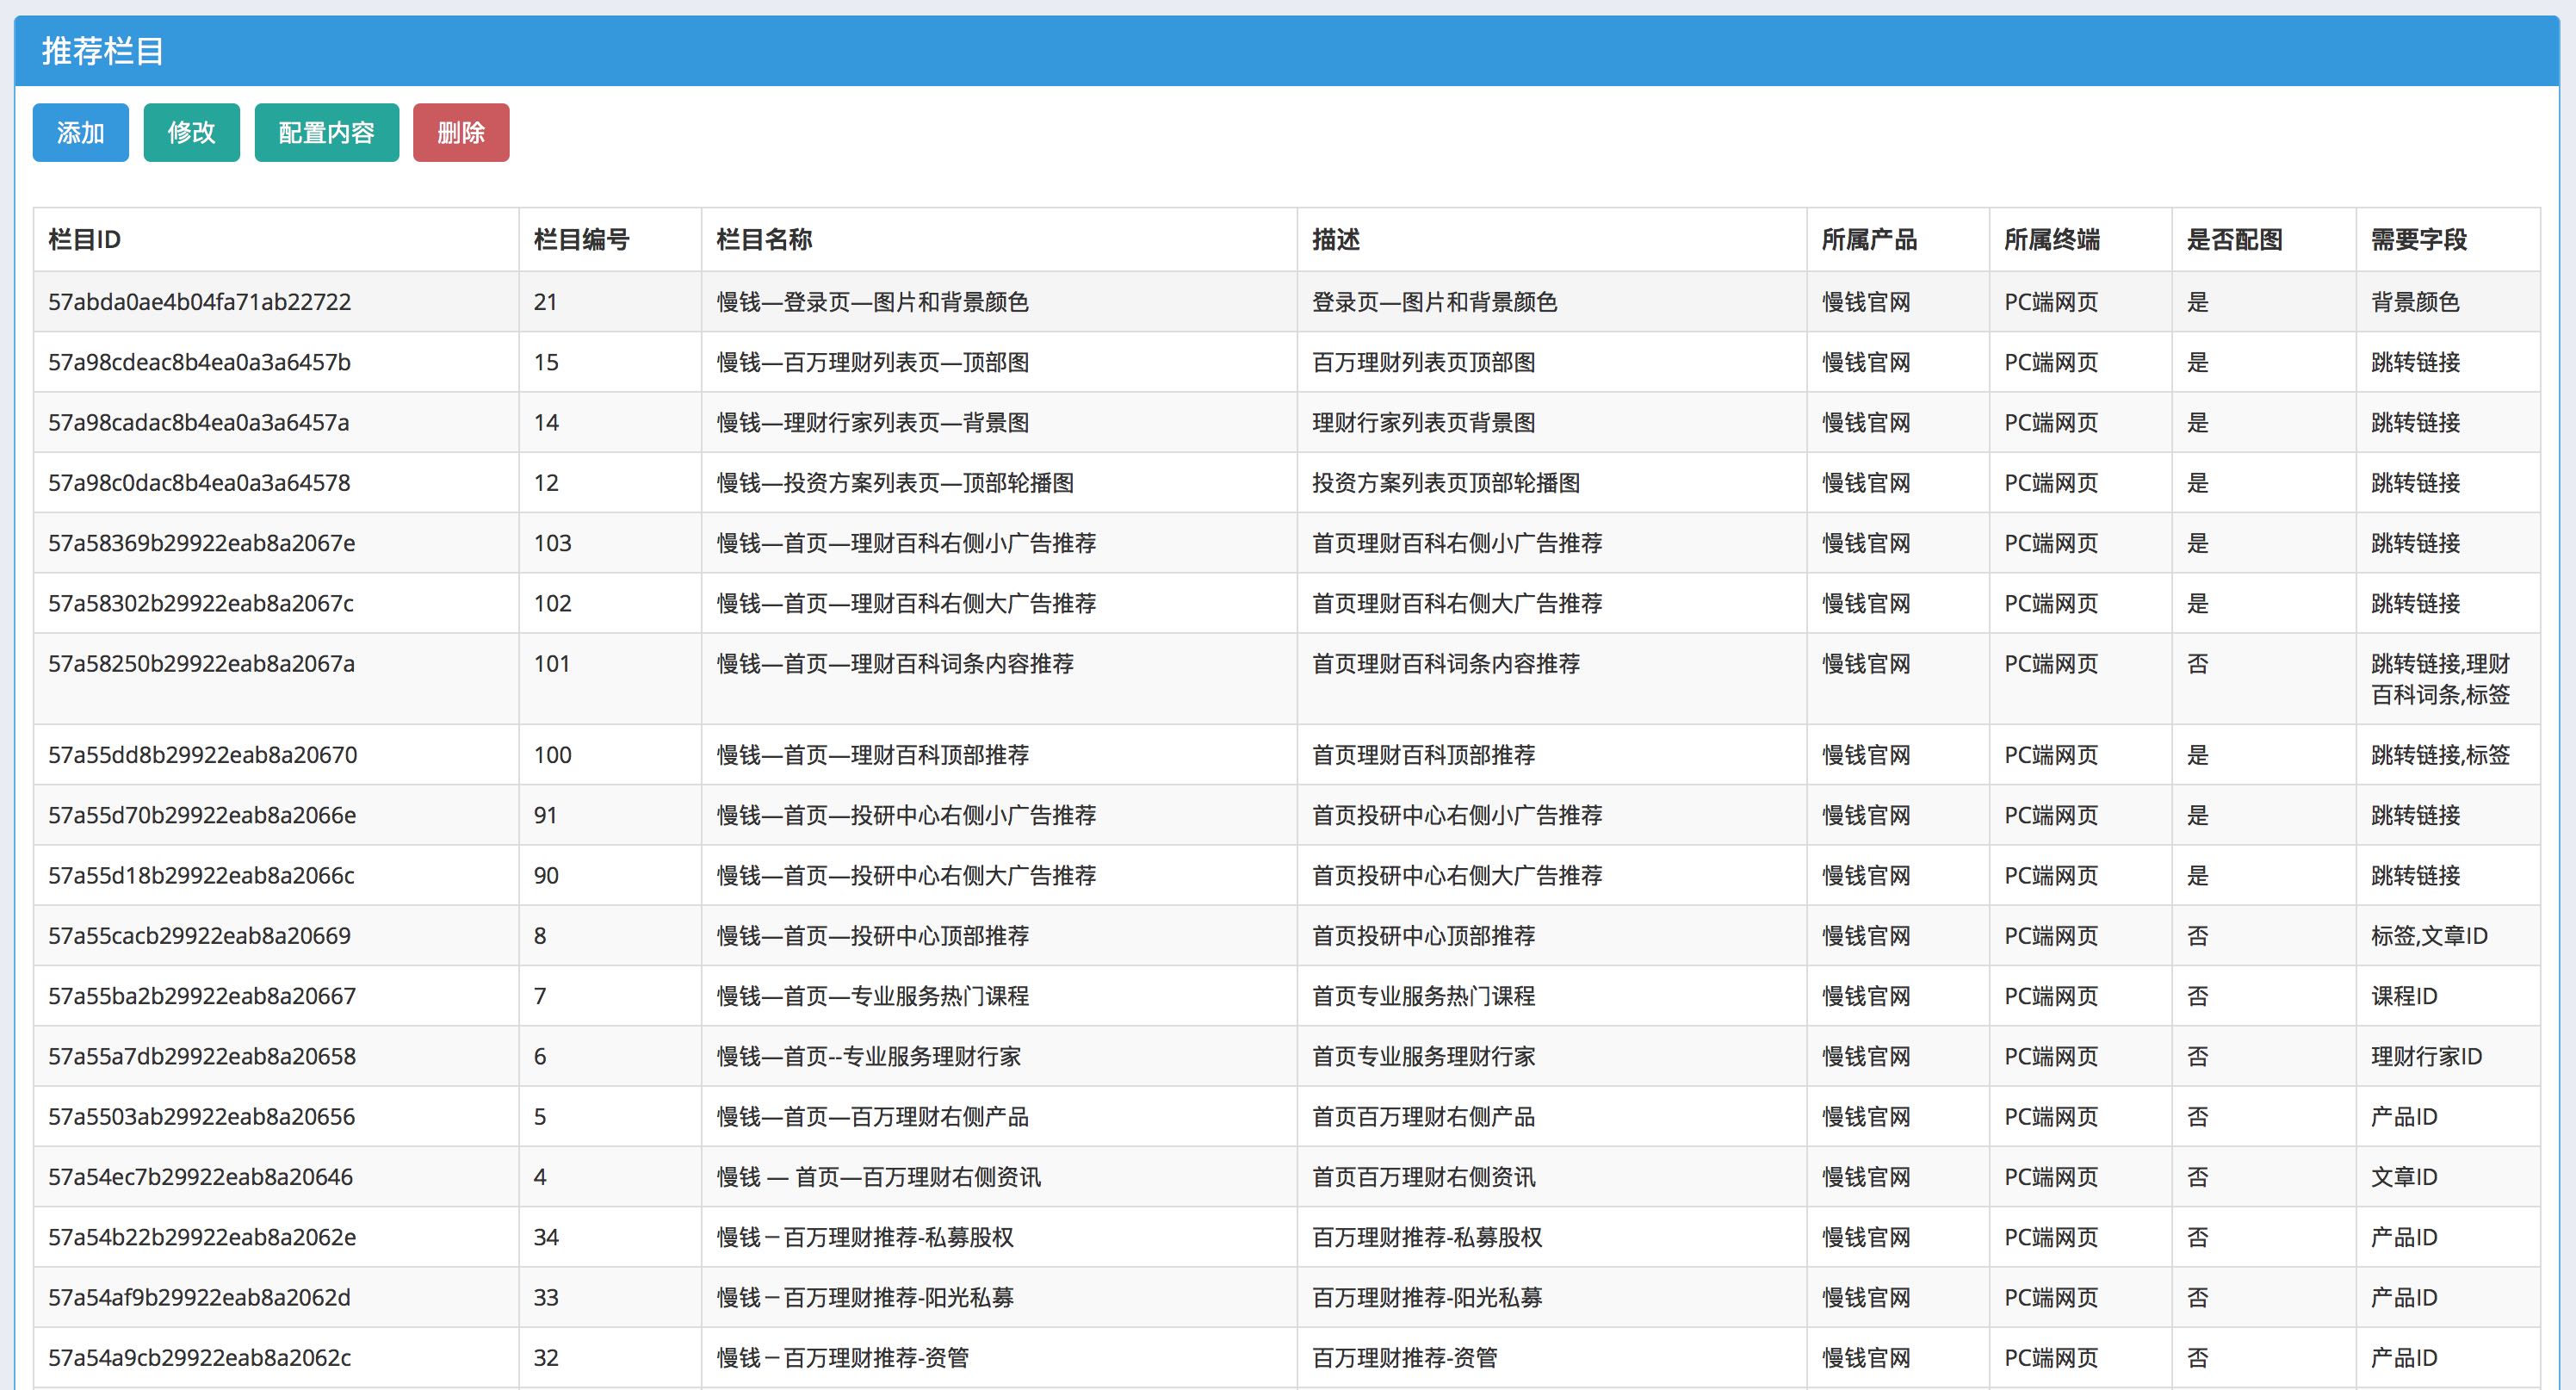 推荐栏目
添加 修改 配置内容 删除
栏目ID 栏目编号 栏目名称 描述 所属产品 所属终端 是否配图 需要字段
57abda0ae4b04fa71ab22722 21 慢钱—登录页—图片和背景颜色 登录页—图片和背景颜色 慢钱官网 PC端网页 是 背景颜色
57a98cdeac8b4ea0a3a6457b 15 慢钱—百万理财列表页—顶部图 百万理财列表页顶部图 慢钱官网 PC端网页 是 跳转链接
57a98cadac8b4ea0a3a6457a 14 慢钱—理财行家列表页—背景图 理财行家列表页背景图 慢钱官网 PC端网页 是 跳转链接
57a98c0dac8b4ea0a3a64578 12 慢钱—投资方案列表页—顶部轮播图 投资方案列表页顶部轮播图 慢钱官网 PC端网页 是 跳转链接
57a58369b29922eab8a2067e 103 慢钱—首页—理财百科右侧小广告推荐 首页理财百科右侧小广告推荐 慢钱官网 PC端网页 是 跳转链接
57a58302b29922eab8a2067c 102 慢钱—首页—理财百科右侧大广告推荐 首页理财百科右侧大广告推荐 慢钱官网 PC端网页 是 跳转链接
57a58250b29922eab8a2067a 101 慢钱—首页—理财百科词条内容推荐 首页理财百科词条内容推荐 慢钱官网 PC端网页 否 跳转链接,理财
百科词条,标签
57a55dd8b29922eab8a20670 100 慢钱—首页—理财百科顶部推荐 首页理财百科顶部推荐 慢钱官网 PC端网页 是 跳转链接,标签
57a55d70b29922eab8a2066e 91 慢钱—首页—投研中心右侧小广告推荐 首页投研中心右侧小广告推荐 慢钱官网 PC端网页 是 跳转链接
57a55d18b29922eab8a2066c 90 慢钱—首页—投研中心右侧大广告推荐 首页投研中心右侧大广告推荐 慢钱官网 PC端网页 是 跳转链接
57a55cacb29922eab8a20669 8 慢钱—首页—投研中心顶部推荐 首页投研中心顶部推荐 慢钱官网 PC端网页 否 标签,文章ID
57a55ba2b29922eab8a20667 7 慢钱—首页—专业服务热门课程 首页专业服务热门课程 慢钱官网 PC端网页 否 课程ID
57a55a7db29922eab8a20658 6 慢钱—首页--专业服务理财行家 首页专业服务理财行家 慢钱官网 PC端网页 否 理财行家ID
57a5503ab29922eab8a20656 5 慢钱—首页—百万理财右侧产品 首页百万理财右侧产品 慢钱官网 PC端网页 否 产品ID
57a54ec7b29922eab8a20646 4 慢钱 — 首页—百万理财右侧资讯 首页百万理财右侧资讯 慢钱官网 PC端网页 否 文章ID
57a54b22b29922eab8a2062e 34 慢钱－百万理财推荐-私募股权 百万理财推荐-私募股权 慢钱官网 PC端网页 否 产品ID
57a54af9b29922eab8a2062d 33 慢钱－百万理财推荐-阳光私募 百万理财推荐-阳光私募 慢钱官网 PC端网页 否 产品ID
57a54a9cb29922eab8a2062c 32 慢钱－百万理财推荐-资管 百万理财推荐-资管 慢钱官网 PC端网页 否 产品ID